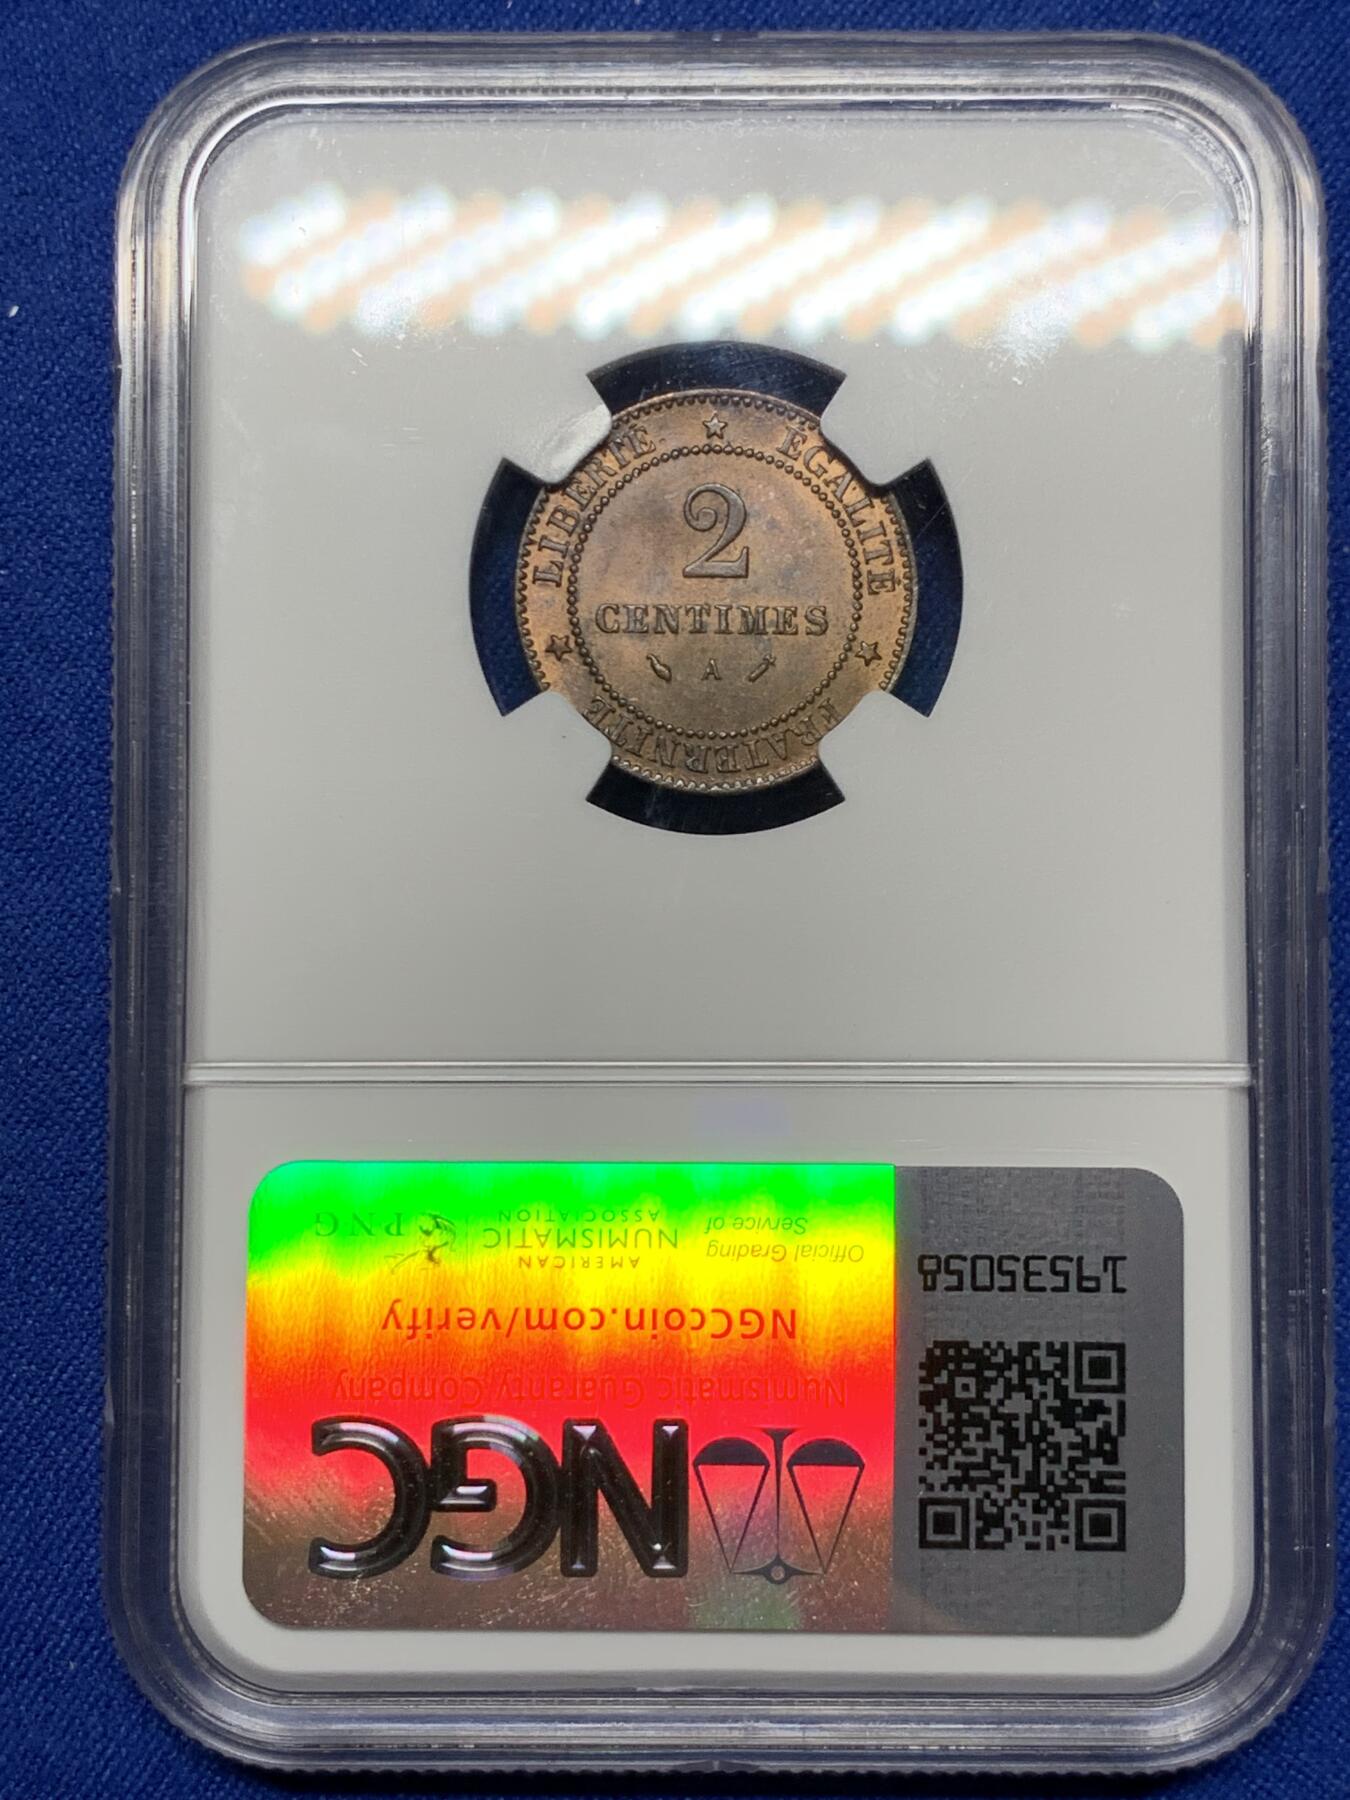 LIBERTÉ ★ ÉGALITÉ ★ FRATERNITÉ ★
2
CENTIMES
A
19535058
NGC
Numismatic Guaranty Company
NGCcoin.com/verify
Official Grading
Service of
AMERICAN
NUMISMATIC
ASSOCIATION
PNG